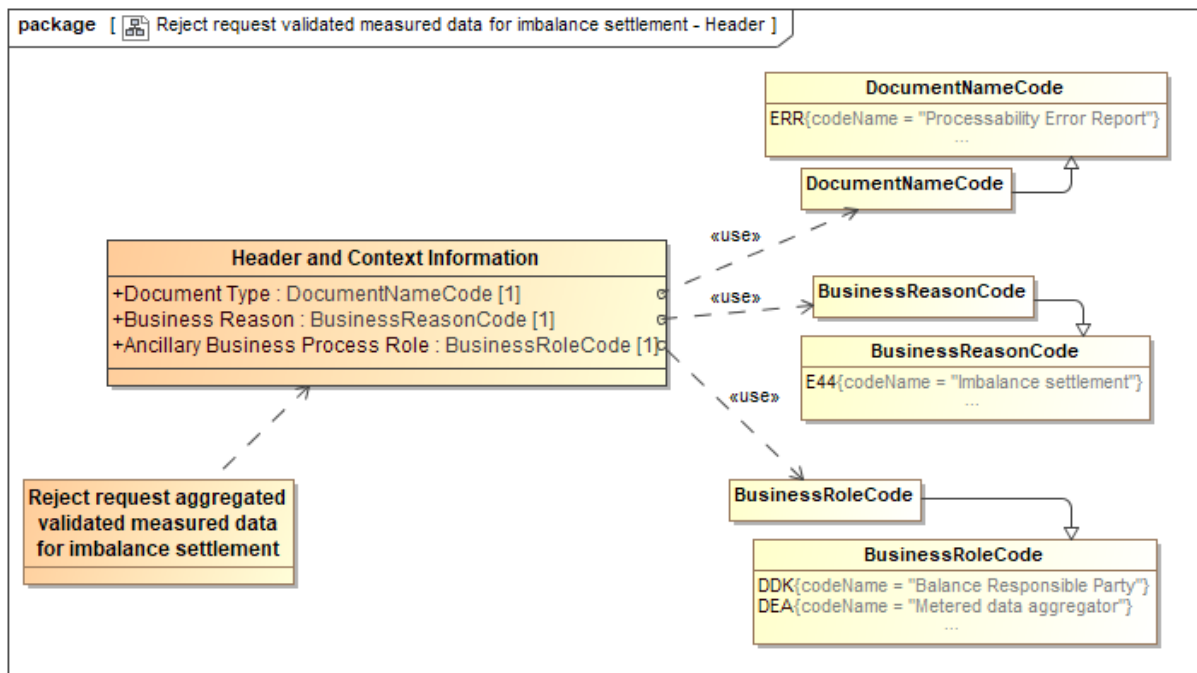 package [ Reject request validated measured data for imbalance settlement - Header ]
DocumentNameCode
ERR{codeName = "Processability Error Report"}
...
DocumentNameCode
«use»
Header and Context Information
+Document Type : DocumentNameCode [1]
+Business Reason : BusinessReasonCode [1]
+Ancillary Business Process Role : BusinessRoleCode [1]
«use»
BusinessReasonCode
BusinessReasonCode
E44{codeName = "Imbalance settlement"}
...
«use»
Reject request aggregated
validated measured data
for imbalance settlement
BusinessRoleCode
BusinessRoleCode
DDK{codeName = "Balance Responsible Party"}
DEA{codeName = "Metered data aggregator"}
...